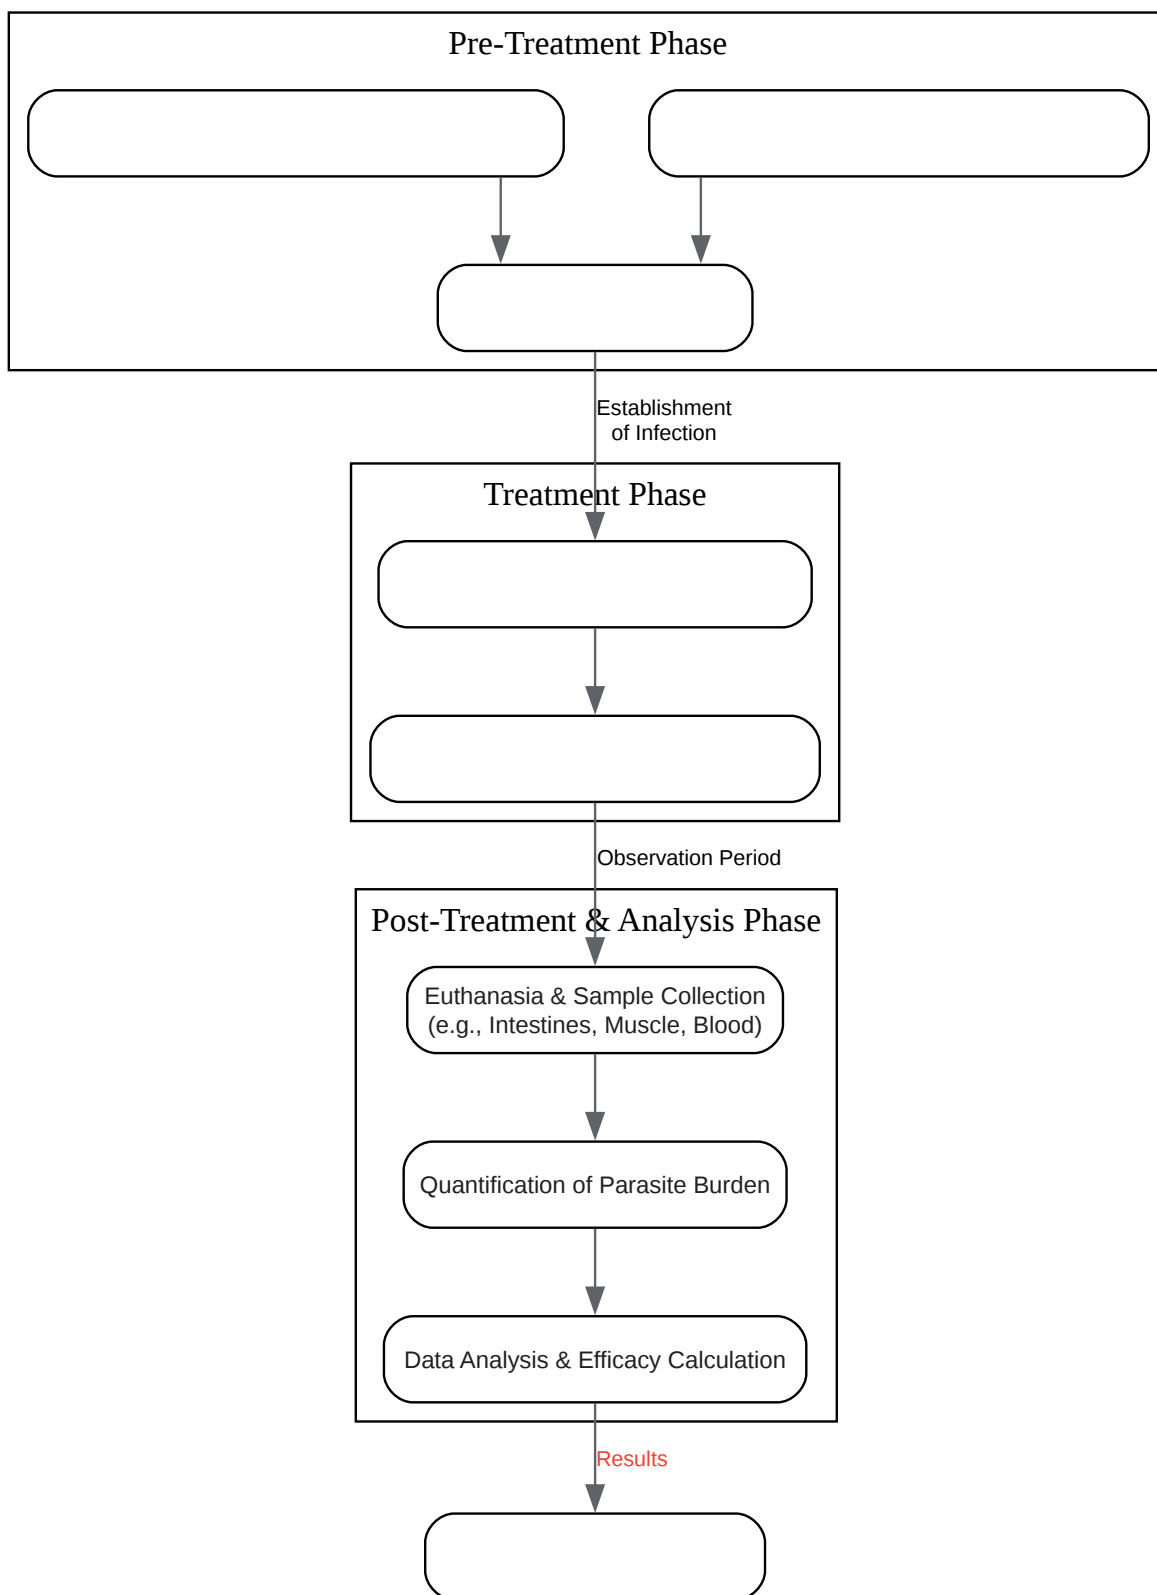 Pre-Treatment Phase
Establishment
of Infection
Treatment Phase
Observation Period
Post-Treatment & Analysis Phase
Euthanasia & Sample Collection
(e.g., Intestines, Muscle, Blood)
Quantification of Parasite Burden
Data Analysis & Efficacy Calculation
Results